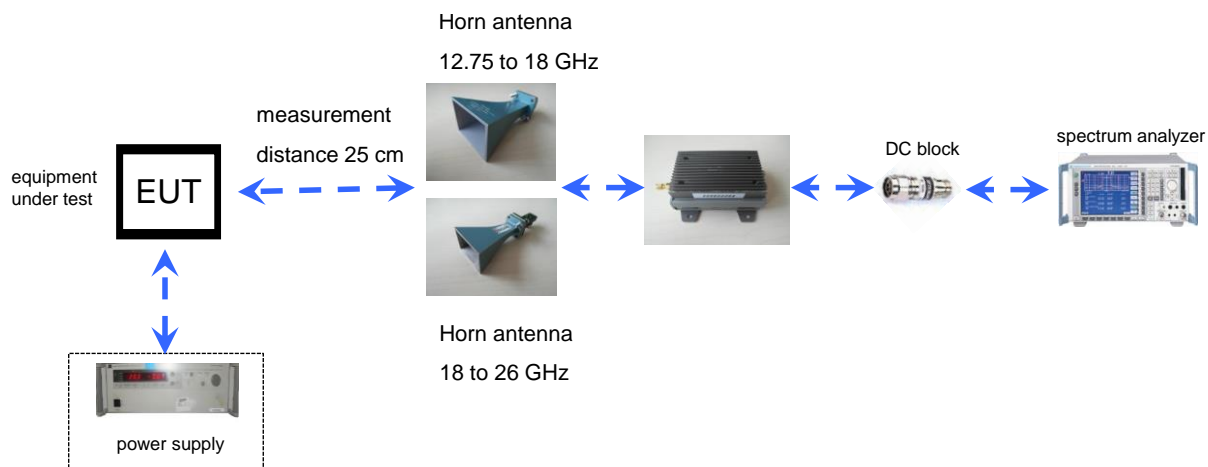 Horn antenna
12.75 to 18 GHz
measurement
distance 25 cm
equipment
under test
EUT
DC block
spectrum analyzer
Horn antenna
18 to 26 GHz
power supply